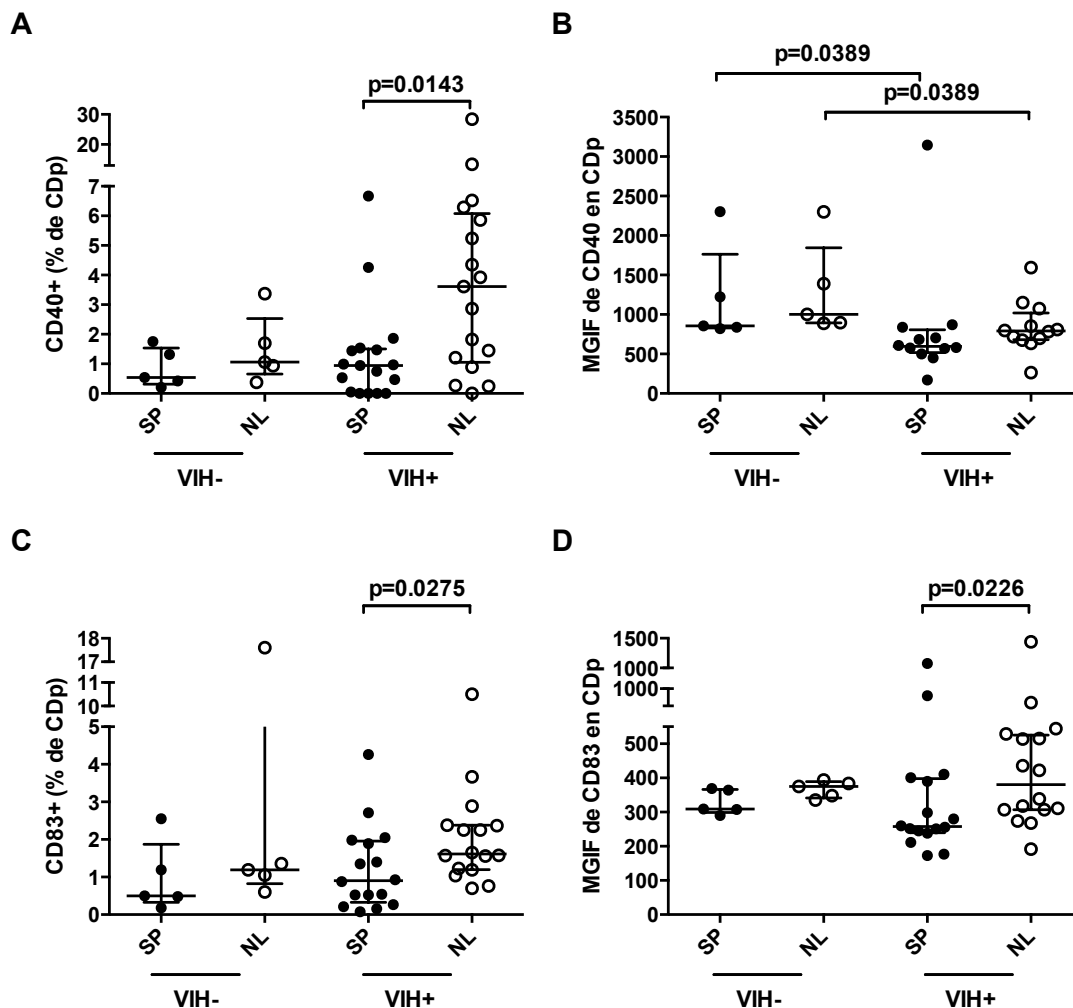 A
p=0.0143
CD40+ (% de CDp)
30
20
7
6
5
4
3
2
1
0
SP
NL
SP
NL
VIH-
VIH+
B
p=0.0389
p=0.0389
MGIF de CD40 en CDp
3500
3000
2500
2000
1500
1000
500
0
SP
NL
SP
NL
VIH-
VIH+
C
p=0.0275
CD83+ (% de CDp)
18
17
11
10
5
4
3
2
1
0
SP
NL
SP
NL
VIH-
VIH+
D
p=0.0226
MGIF de CD83 en CDp
1500
1000
1000
500
400
300
200
100
0
SP
NL
SP
NL
VIH-
VIH+